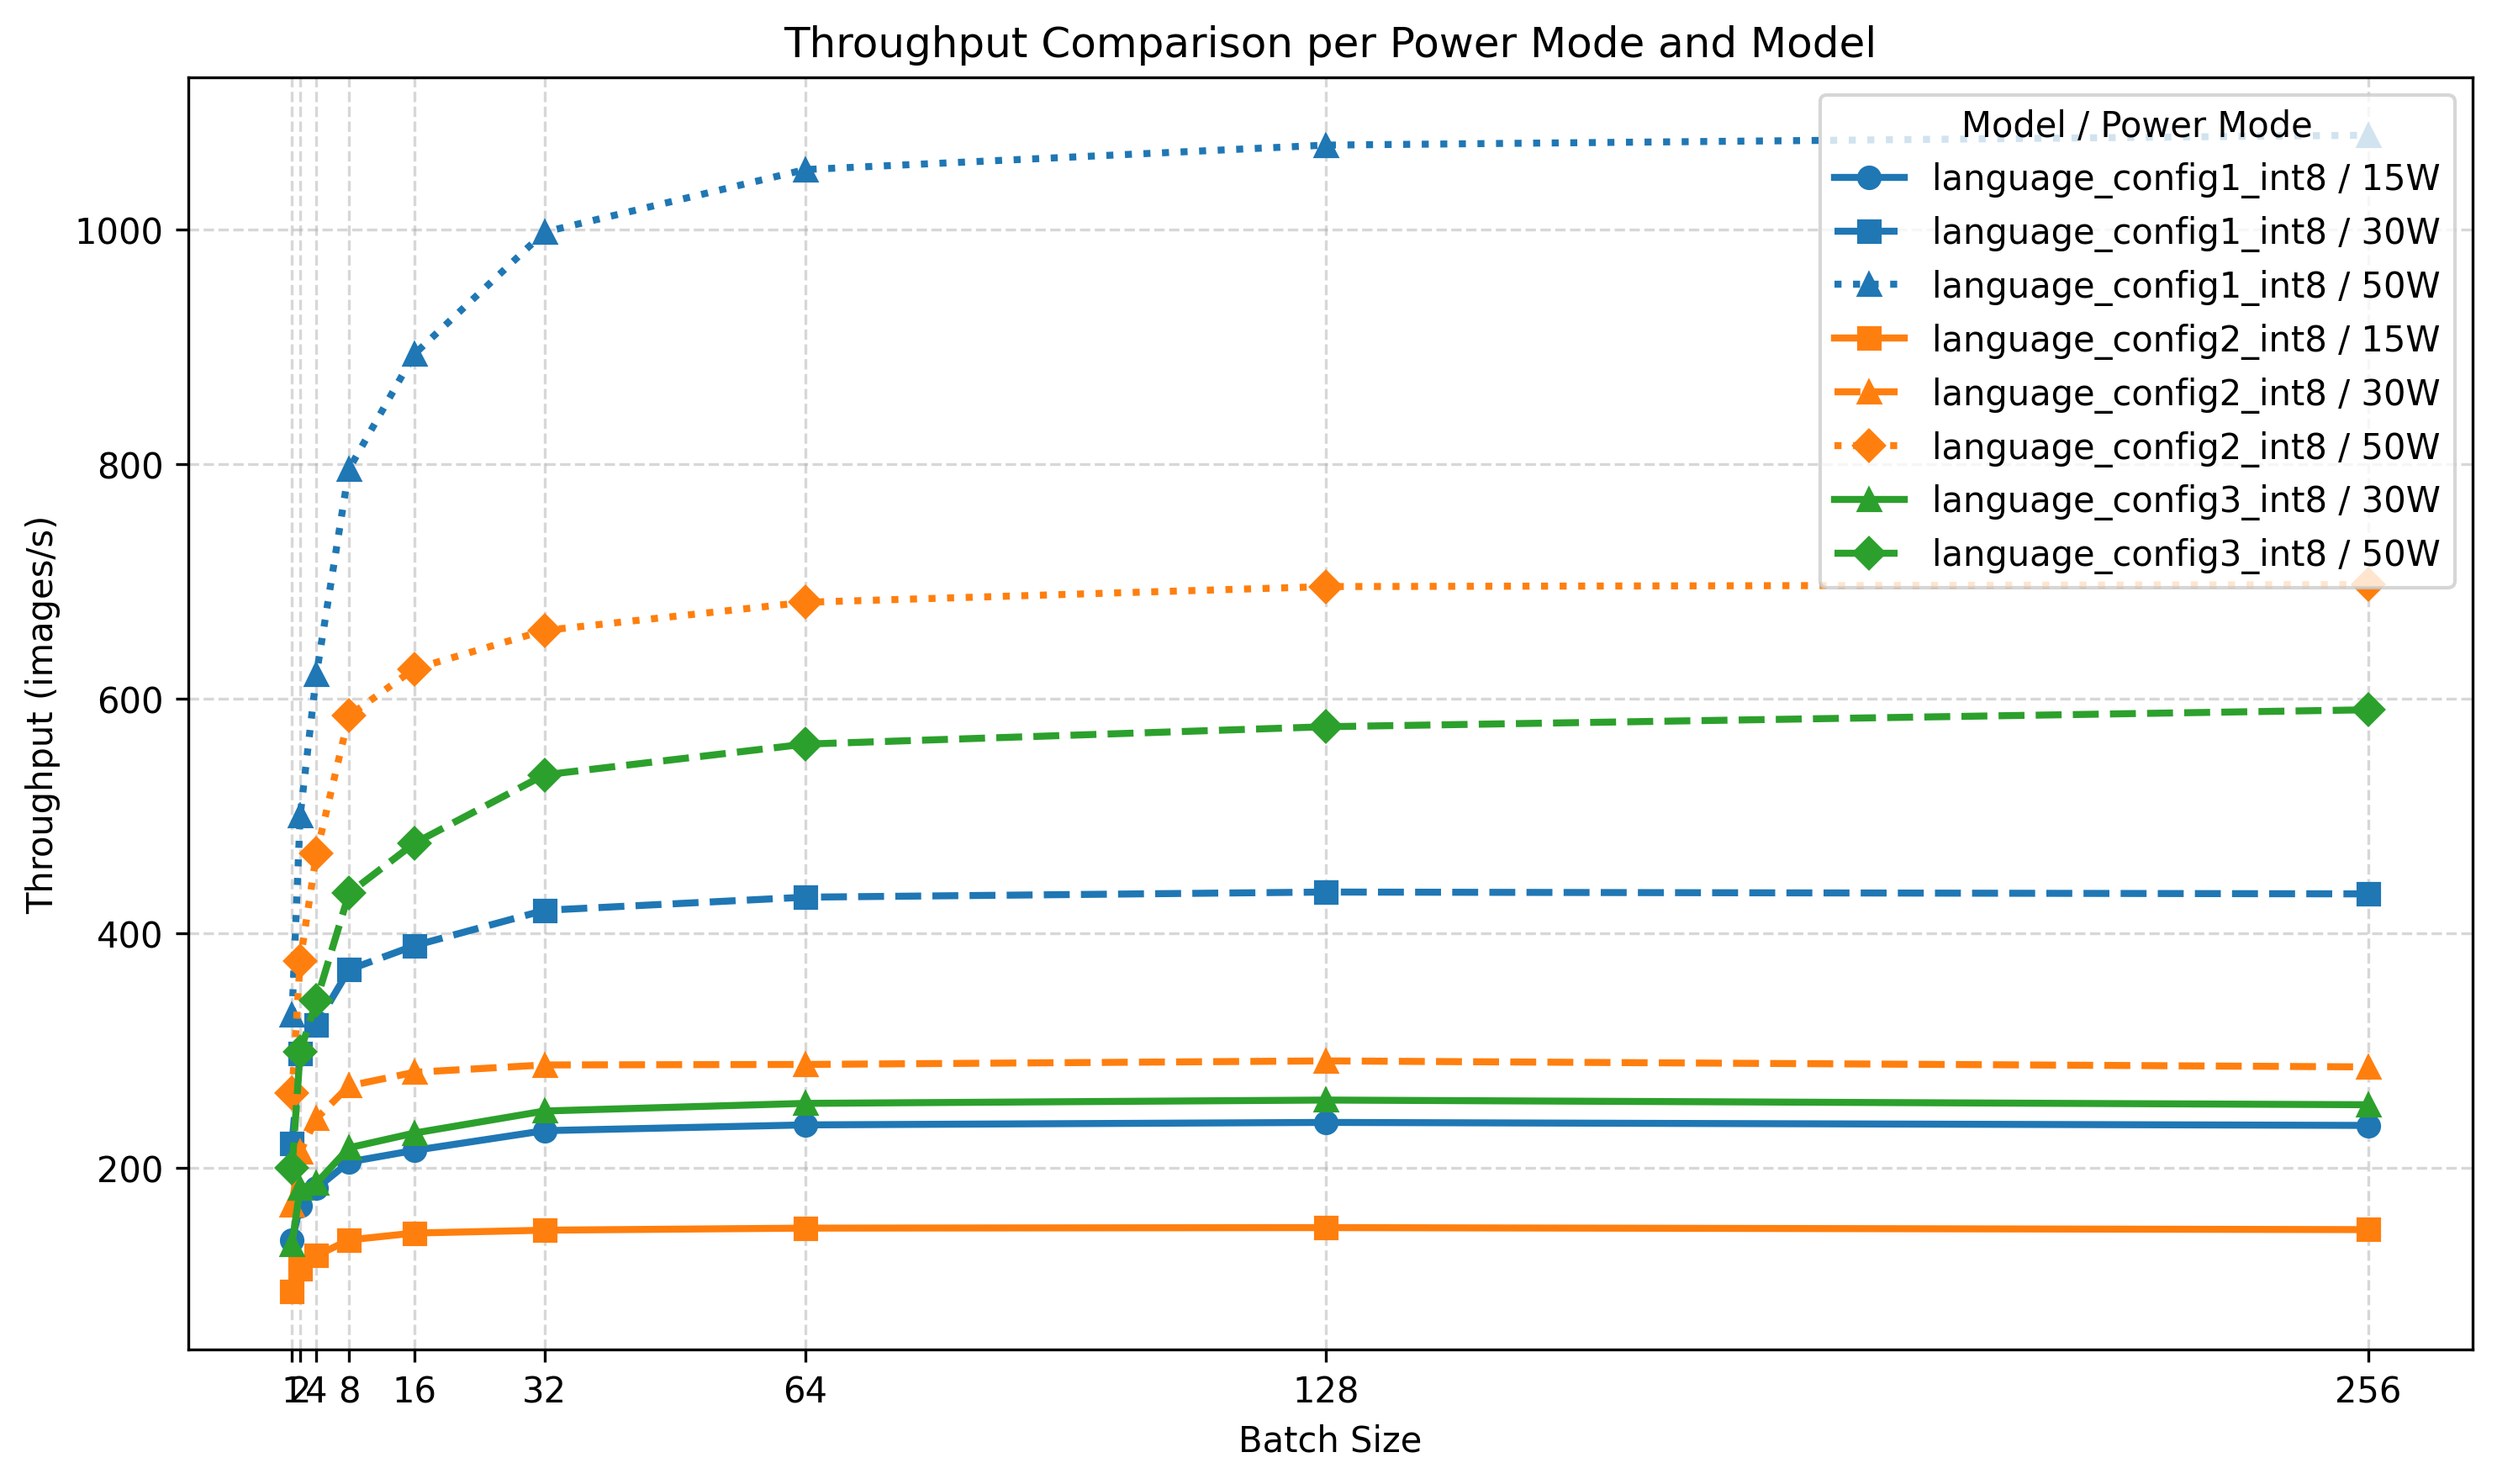 Throughput Comparison per Power Mode and Model
Throughput (images/s)
1000
800
600
400
200
Model / Power Mode
language_config1_int8 / 15W
language_config1_int8 / 30W
language_config1_int8 / 50W
language_config2_int8 / 15W
language_config2_int8 / 30W
language_config2_int8 / 50W
language_config3_int8 / 30W
language_config3_int8 / 50W
1 2 4 8 16 32 64 128 256
Batch Size